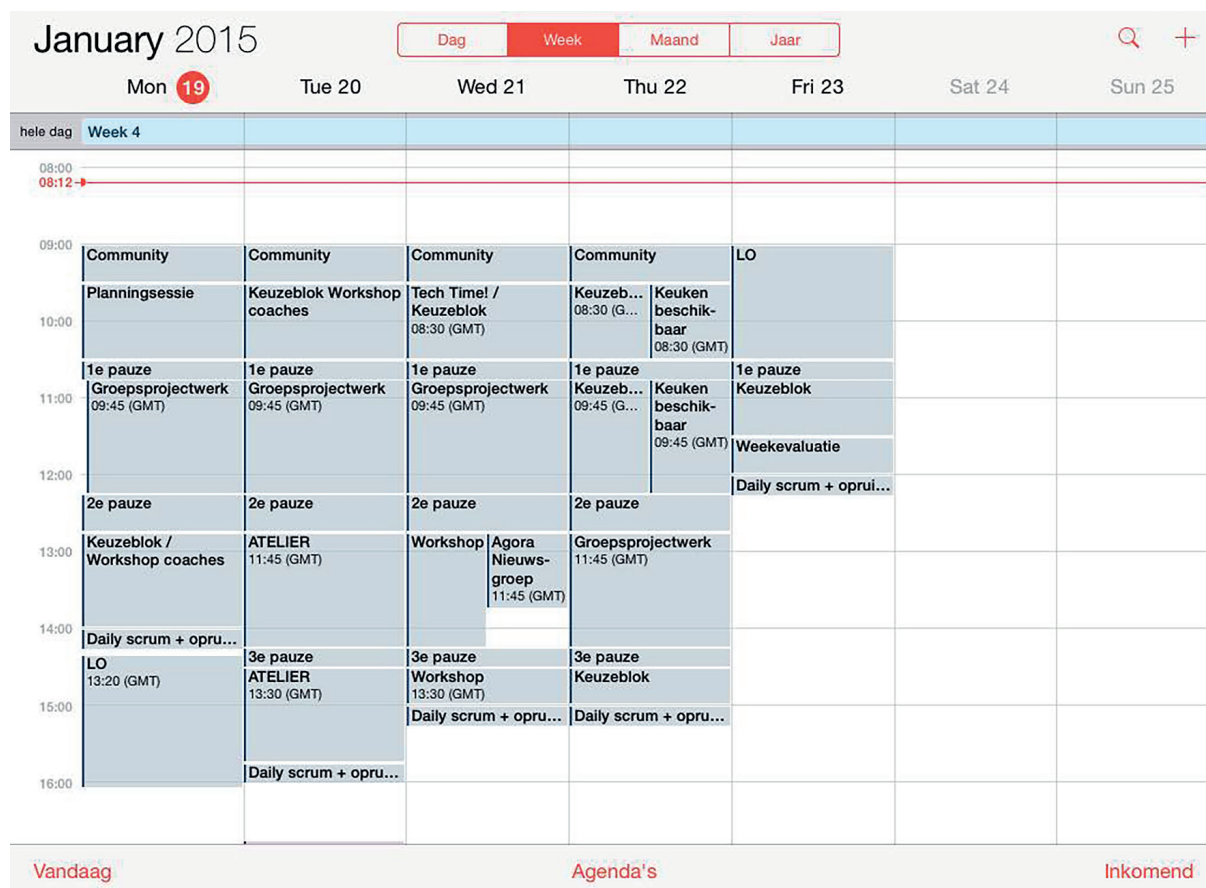 January 2015
Dag Week Maand Jaar
Mon 19 Tue 20 Wed 21 Thu 22 Fri 23 Sat 24 Sun 25
hele dag Week 4
08:00
08:12
09:00
10:00
11:00
12:00
13:00
14:00
15:00
16:00
Community
Planningsessie
1e pauze
Groepsprojectwerk
09:45 (GMT)
2e pauze
Keuzeblok /
Workshop coaches
Daily scrum + opru...
LO
13:20 (GMT)
Community
Keuzeblok Workshop
coaches
1e pauze
Groepsprojectwerk
09:45 (GMT)
2e pauze
ATELIER
11:45 (GMT)
3e pauze
ATELIER
13:30 (GMT)
Daily scrum + opru...
Community
Tech Time! /
Keuzeblok
08:30 (GMT)
1e pauze
Groepsprojectwerk
09:45 (GMT)
2e pauze
Workshop
Agora
Nieuws-
groep
11:45 (GMT)
3e pauze
Workshop
13:30 (GMT)
Daily scrum + opru...
Community
Keuzeb...
08:30 (G...
Keuken
beschik-
baar
08:30 (GMT)
1e pauze
Keuzeb...
09:45 (G...
Keuken
beschik-
baar
09:45 (GMT)
2e pauze
Groepsprojectwerk
11:45 (GMT)
3e pauze
Keuzeblok
Daily scrum + opru...
LO
1e pauze
Keuzeblok
Weekevaluatie
Daily scrum + oprui...
Vandaag Agenda's Inkomend